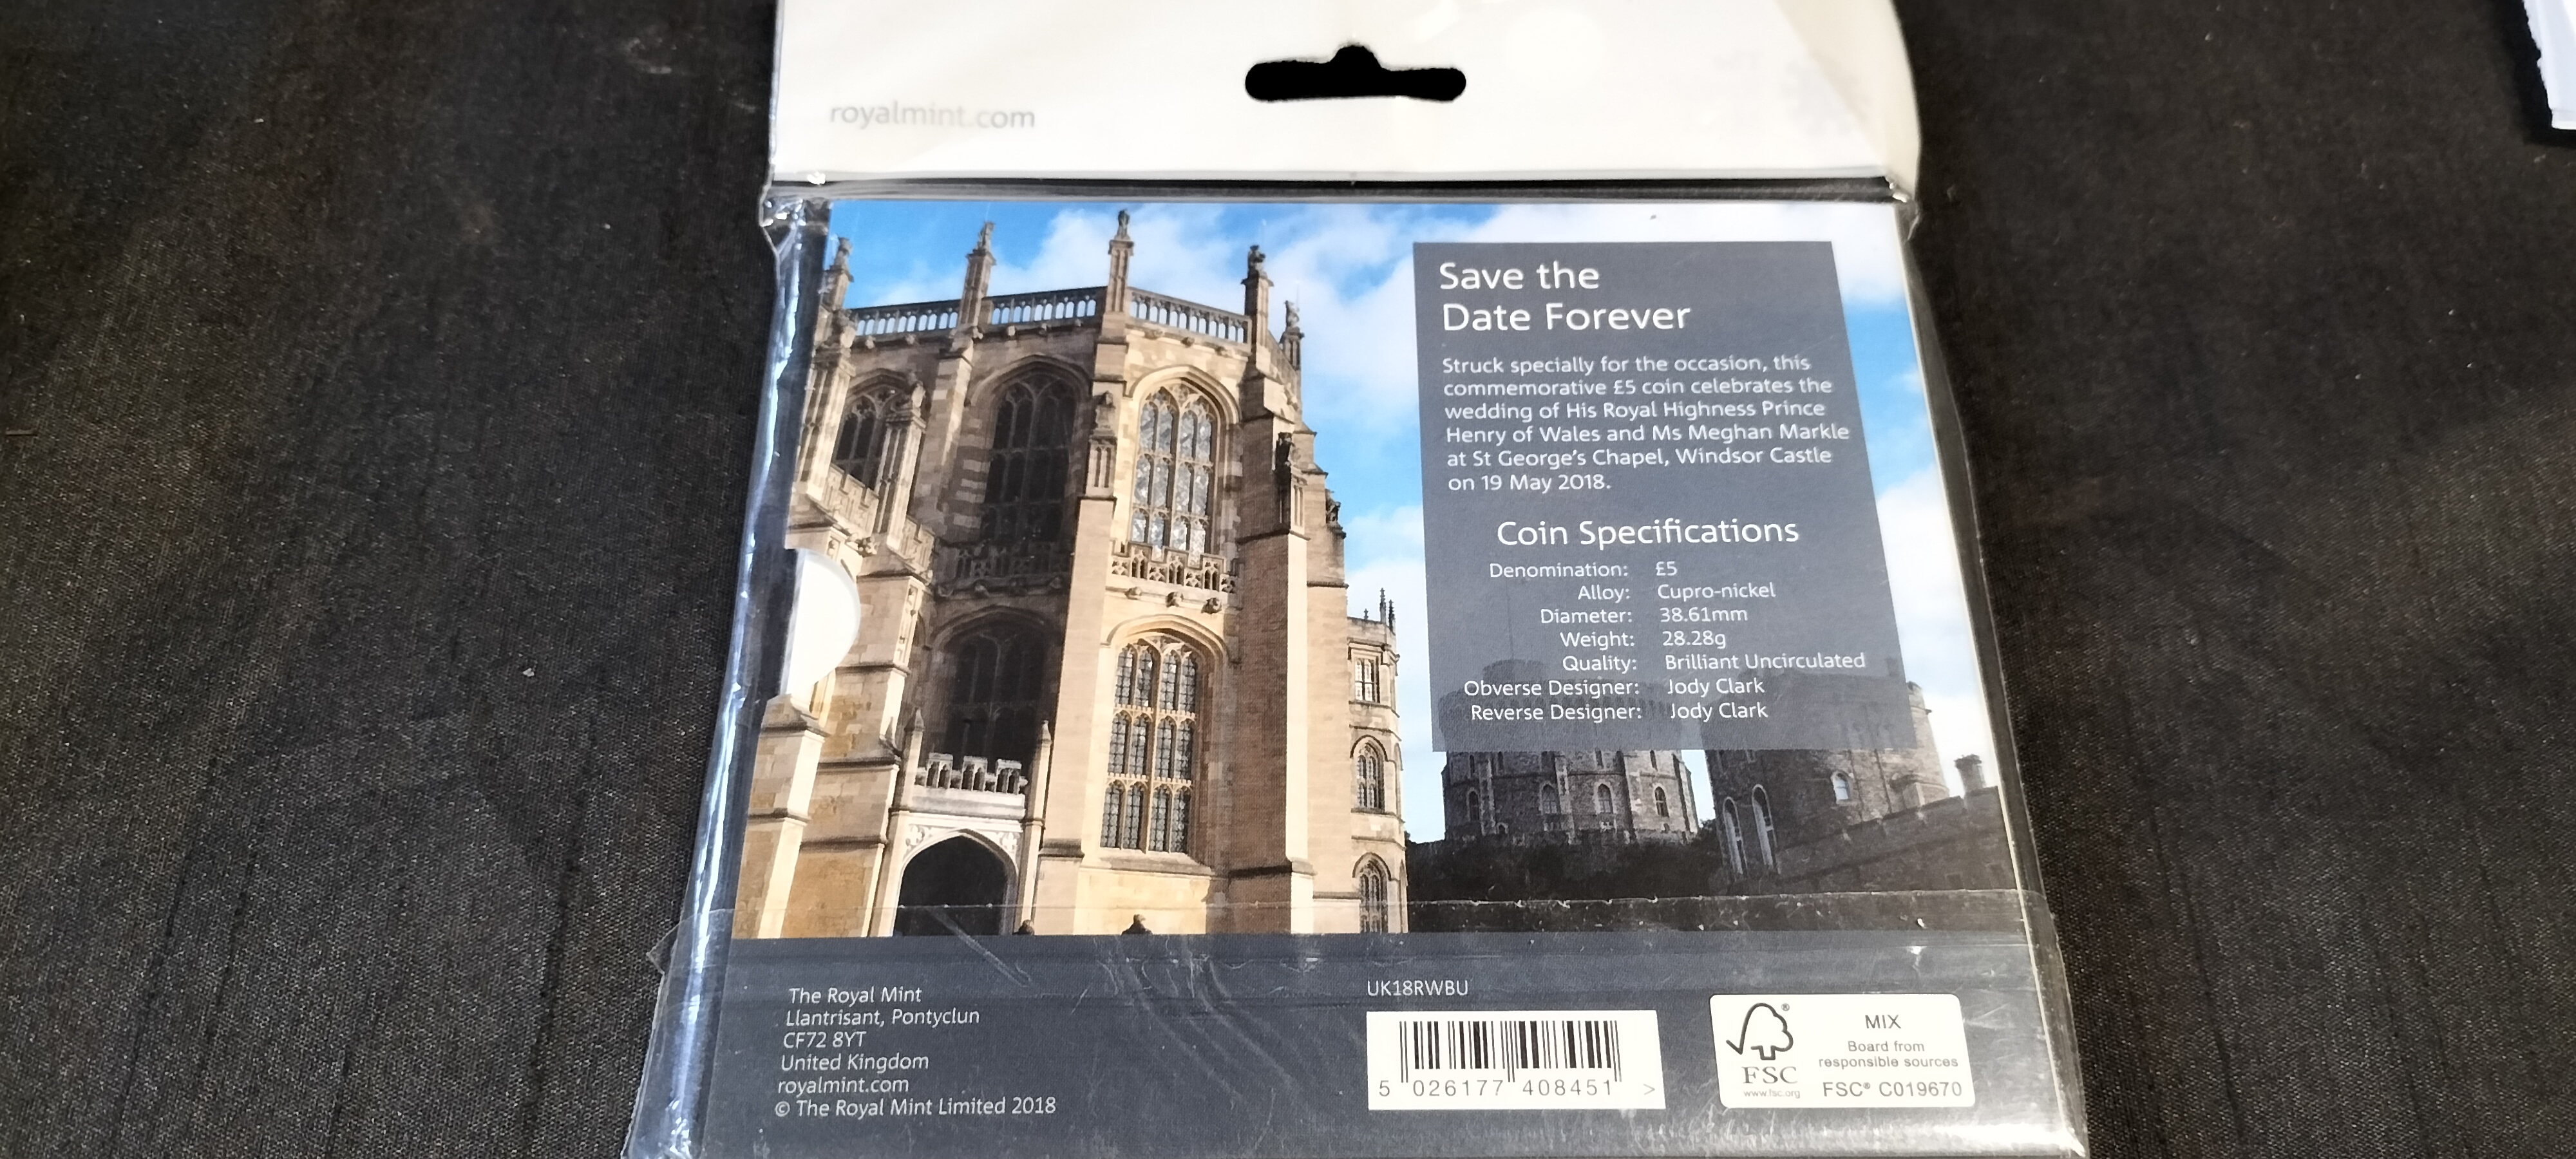 royalmint.com
Save the
Date Forever
Struck specially for the occasion, this
commemorative £5 coin celebrates the
wedding of His Royal Highness Prince
Henry of Wales and Ms Meghan Markle
at St George's Chapel, Windsor Castle
on 19 May 2018.
Coin Specifications
Denomination: £5
Alloy: Cupro-nickel
Diameter: 38.61mm
Weight: 28.28g
Quality: Brilliant Uncirculated
Obverse Designer: Jody Clark
Reverse Designer: Jody Clark
The Royal Mint
Llantrisant, Pontyclun
CF72 8YT
United Kingdom
royalmint.com
© The Royal Mint Limited 2018
UK18RWBU
5 026177 408451 >
®
FSC
www.fsc.org
MIX
Board from
responsible sources
FSC® C019670